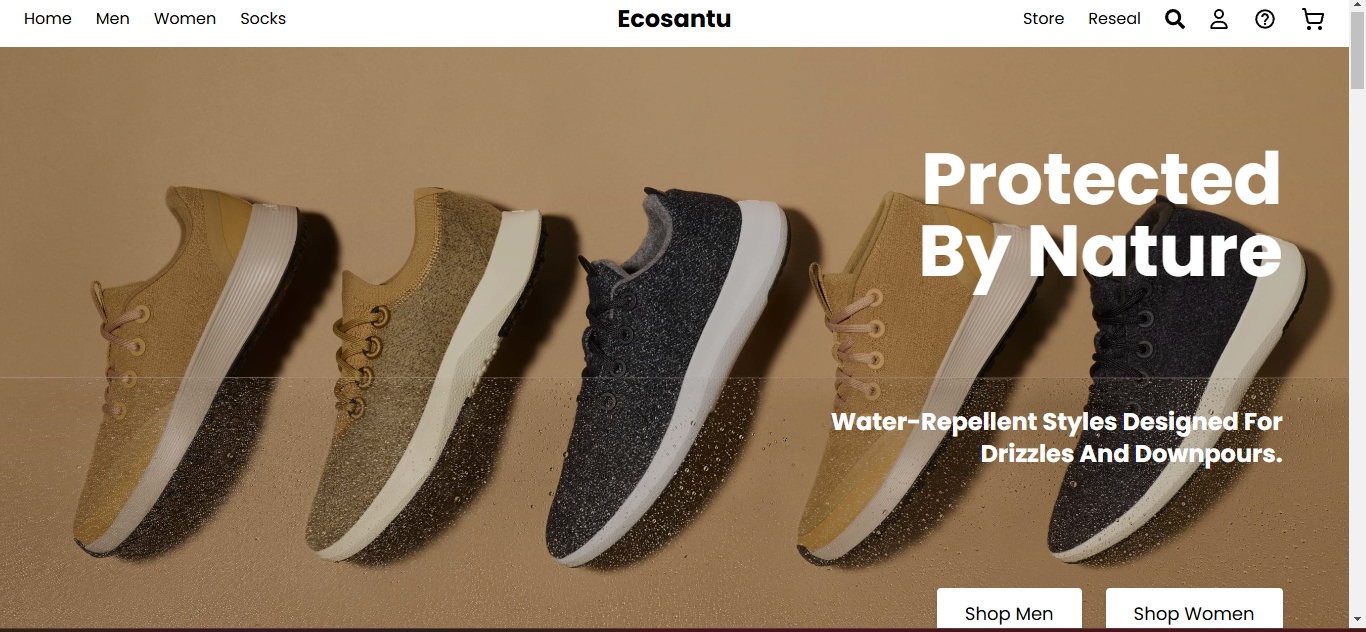 Home Men Women Socks Ecosantu Store Reseal
Protected
By Nature
Water-Repellent Styles Designed For
Drizzles And Downpours.
Shop Men Shop Women